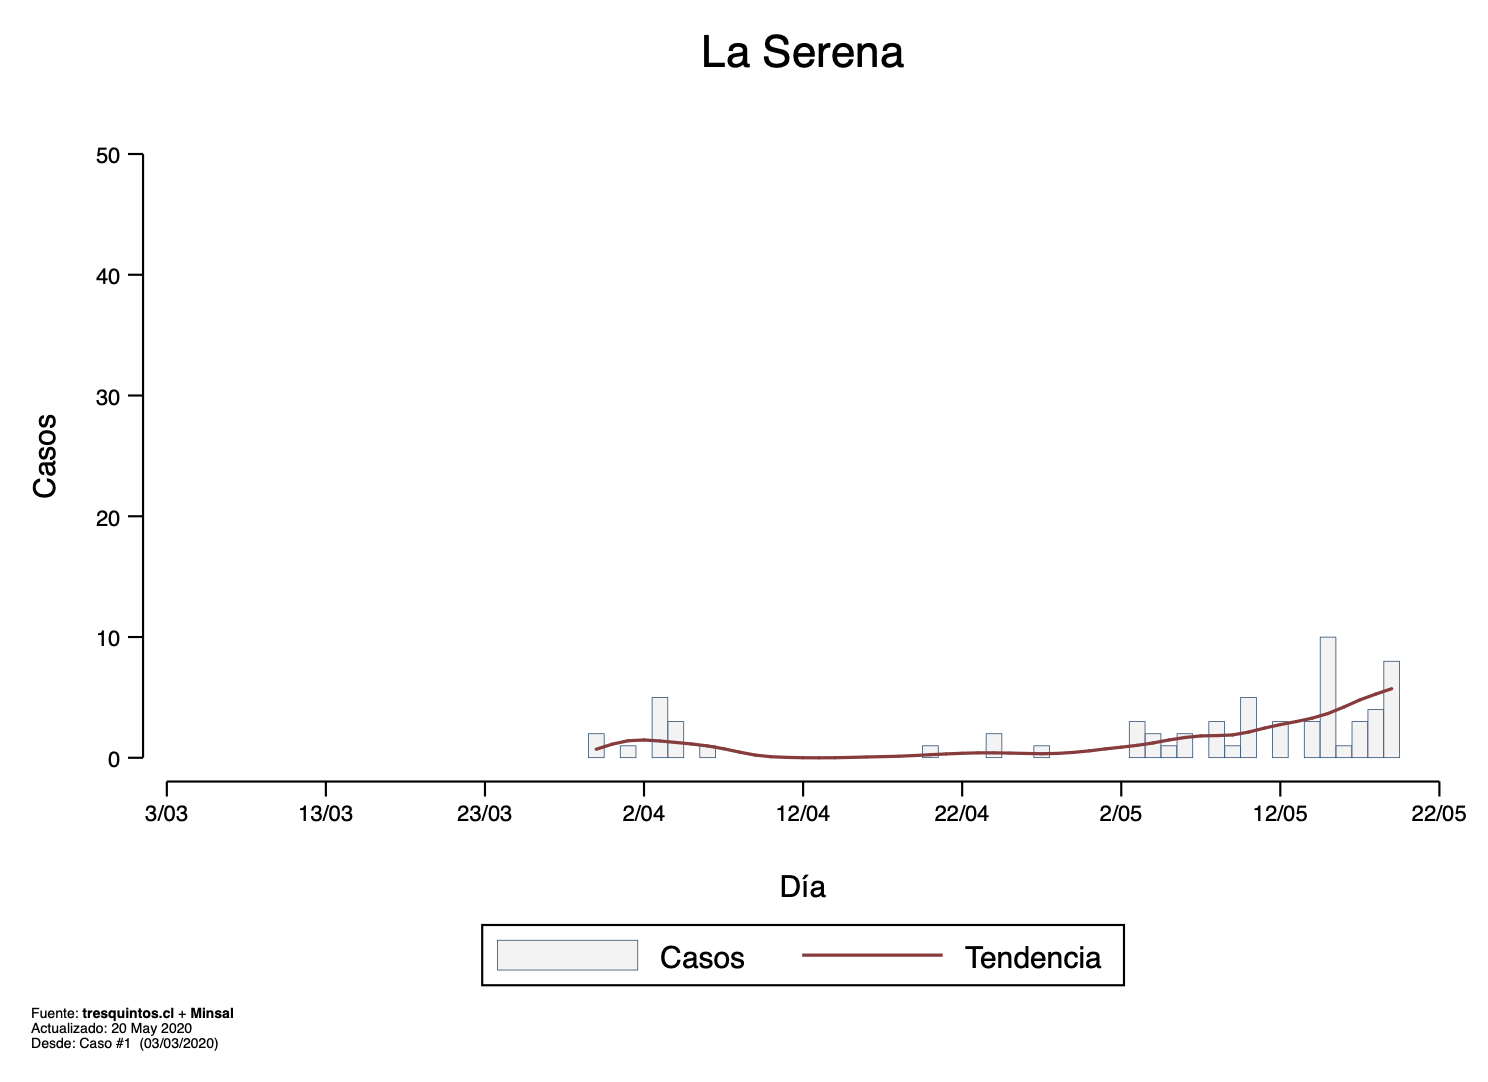 La Serena
50
40
30
20
10
0
Casos
3/03 13/03 23/03 2/04 12/04 22/04 2/05 12/05 22/05
Día
Casos Tendencia
Fuente: tresquintos.cl + Minsal
Actualizado: 20 May 2020
Desde: Caso #1 (03/03/2020)